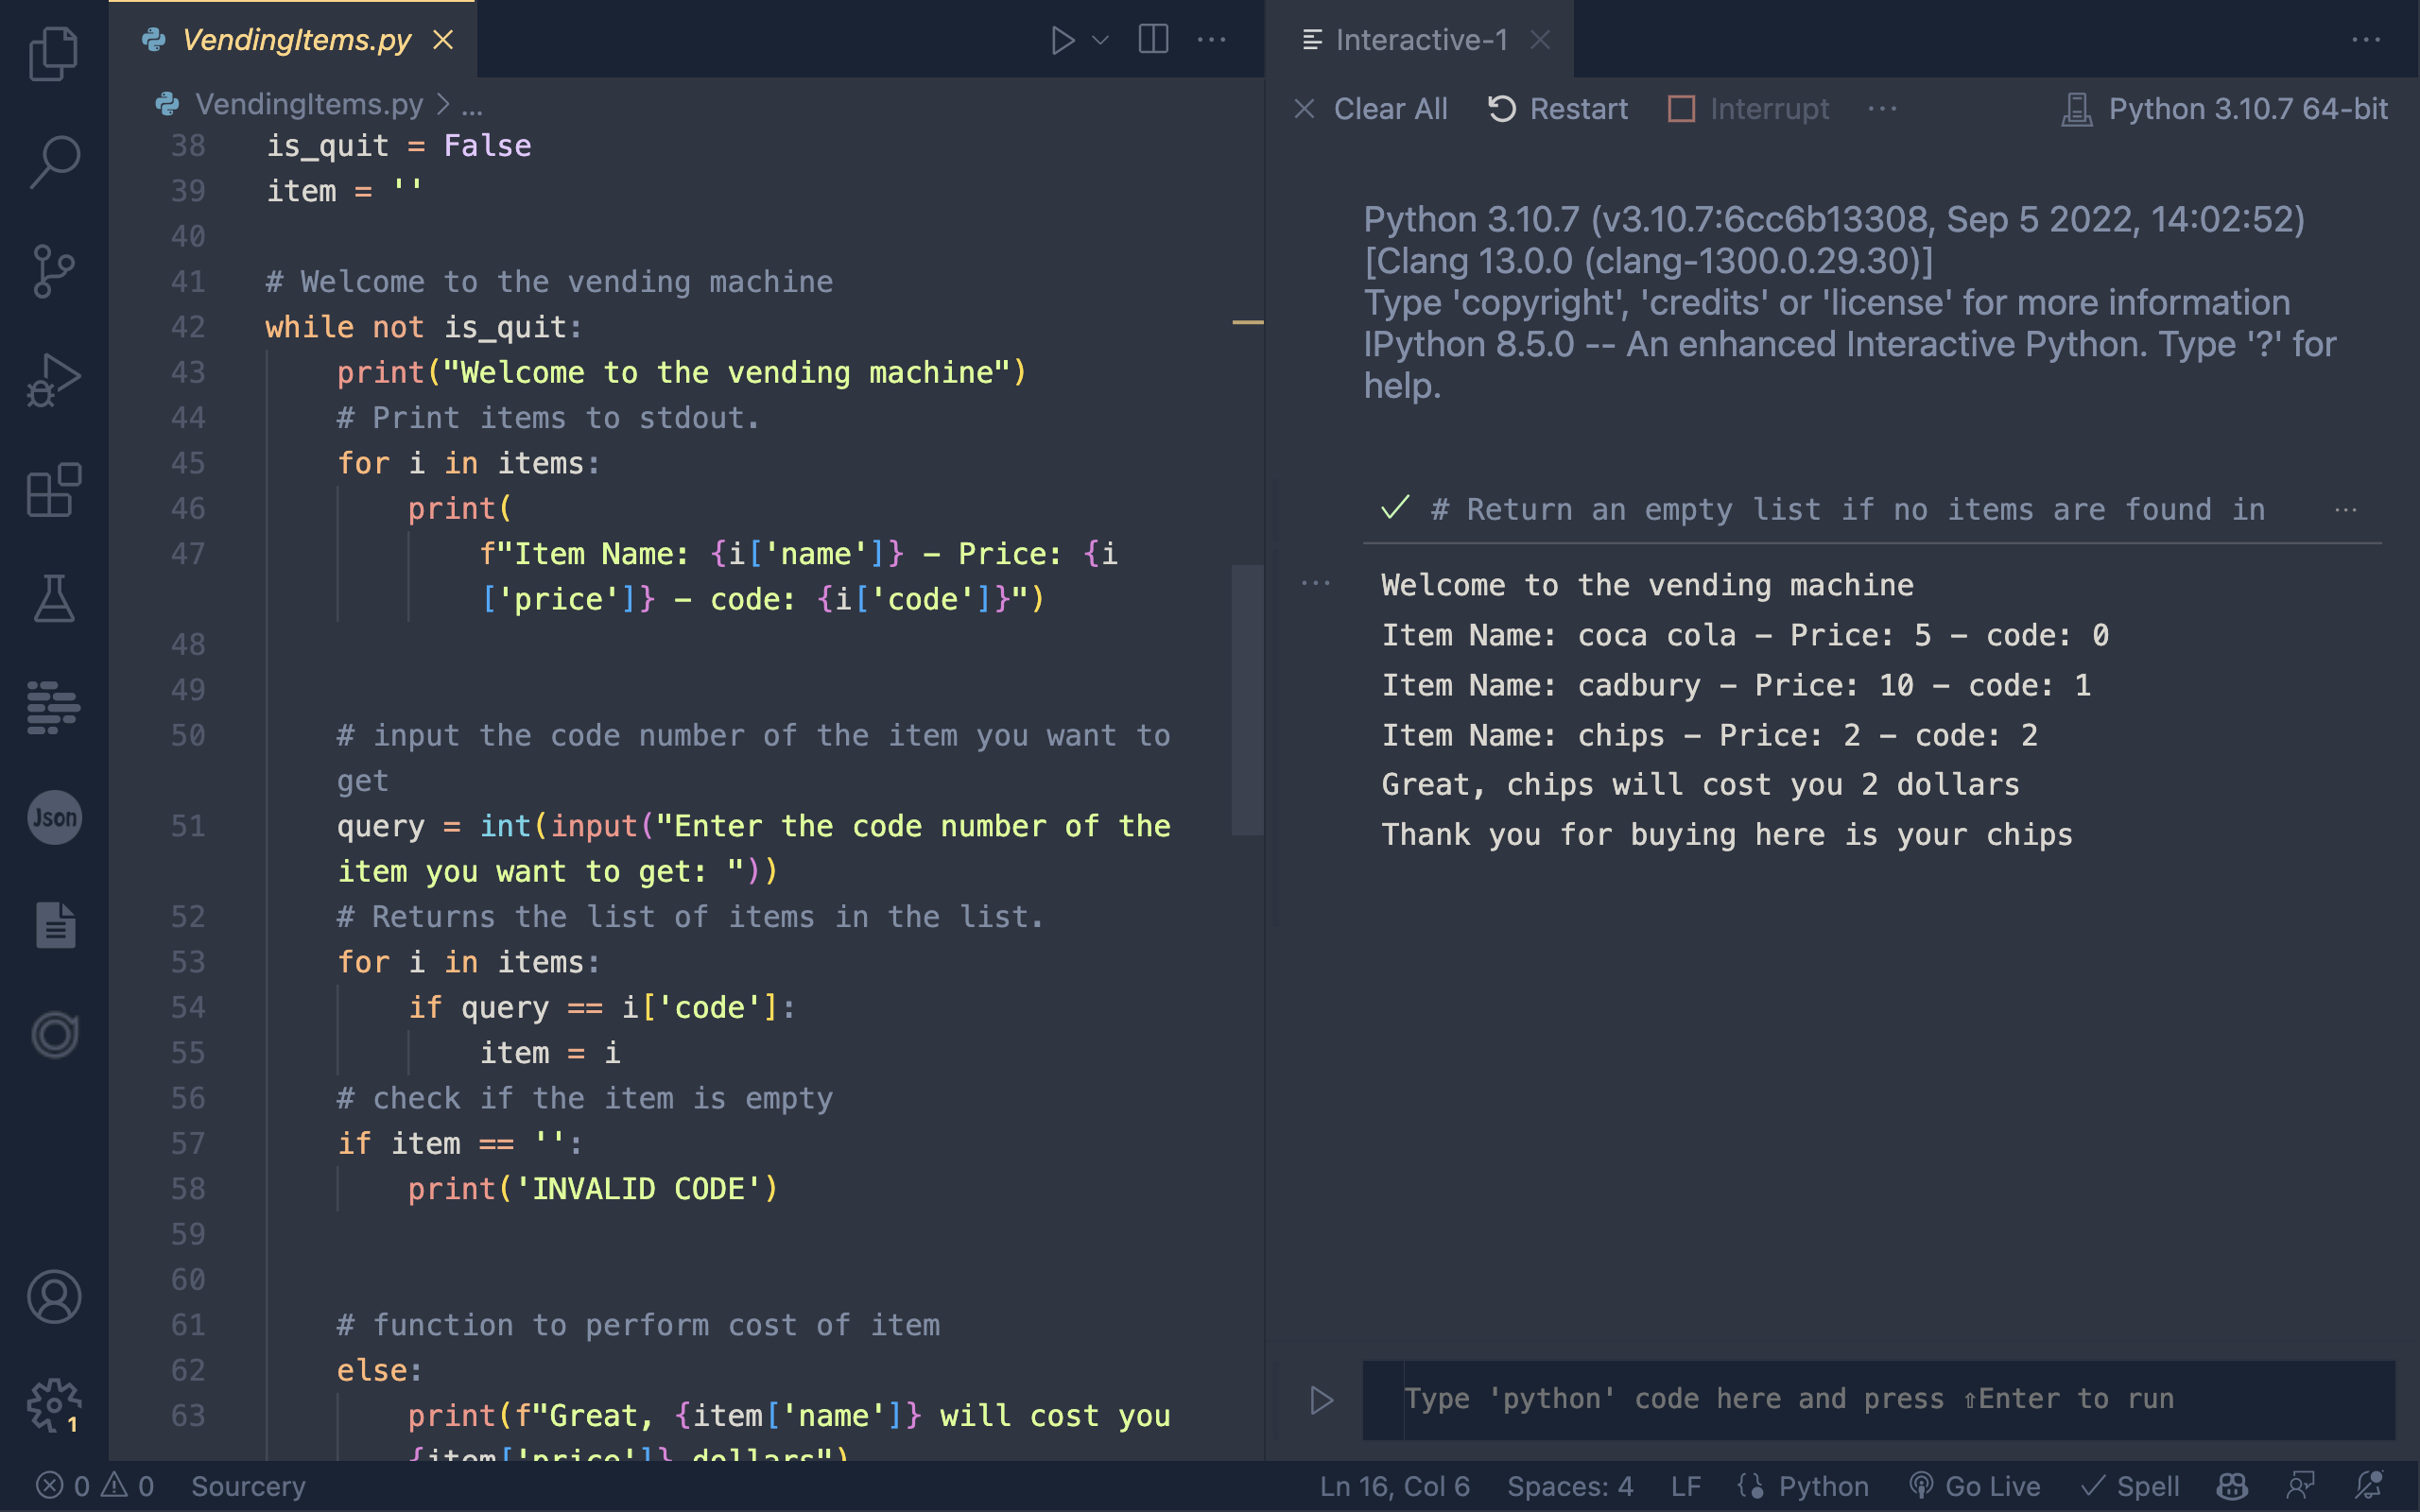 VendingItems.py
VendingItems.py > ...
38 is_quit = False
39 item = ''
40
41 # Welcome to the vending machine
42 while not is_quit:
43 print("Welcome to the vending machine")
44 # Print items to stdout.
45 for i in items:
46 print(
47 f"Item Name: {i['name']} - Price: {i
['price']} - code: {i['code']}")
48
49
50 # input the code number of the item you want to
get
51 query = int(input("Enter the code number of the
item you want to get: "))
52 # Returns the list of items in the list.
53 for i in items:
54 if query == i['code']:
55 item = i
56 # check if the item is empty
57 if item == '':
58 print('INVALID CODE')
59
60
61 # function to perform cost of item
62 else:
63 print(f"Great, {item['name']} will cost you
{item['price']} dollars")
Json
1
Interactive-1
Clear All Restart Interrupt ... Python 3.10.7 64-bit
Python 3.10.7 (v3.10.7:6cc6b13308, Sep 5 2022, 14:02:52)
[Clang 13.0.0 (clang-1300.0.29.30)]
Type 'copyright', 'credits' or 'license' for more information
IPython 8.5.0 -- An enhanced Interactive Python. Type '?' for
help.
# Return an empty list if no items are found in ...
Welcome to the vending machine
Item Name: coca cola - Price: 5 - code: 0
Item Name: cadbury - Price: 10 - code: 1
Item Name: chips - Price: 2 - code: 2
Great, chips will cost you 2 dollars
Thank you for buying here is your chips
Type 'python' code here and press ⇧Enter to run
0 0 Sourcery Ln 16, Col 6 Spaces: 4 LF Python Go Live Spell